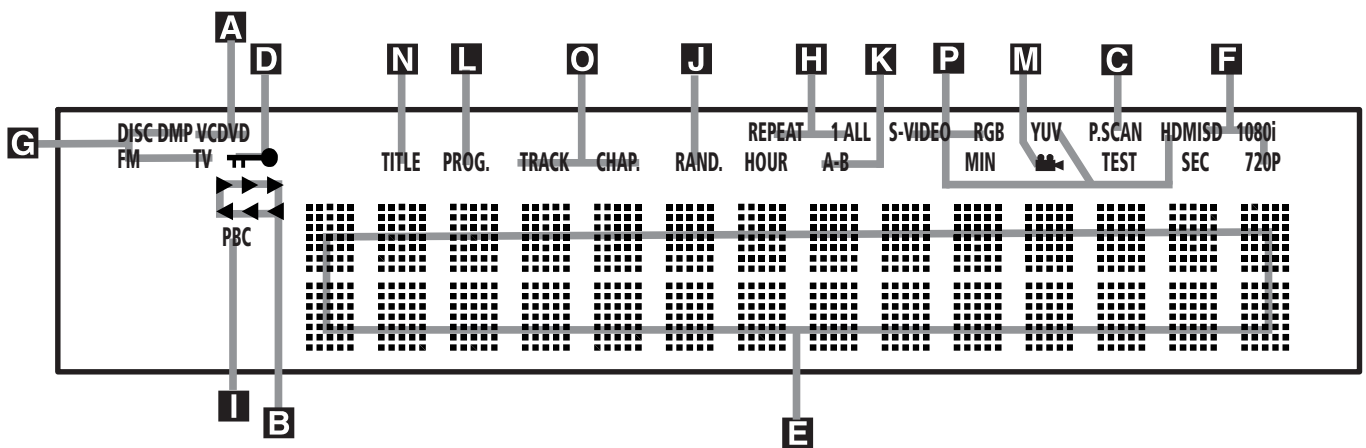 A
D N L O J H K P M C F
G DISC DMP VCDVD REPEAT 1 ALL S-VIDEO RGB YUV P.SCAN HDMISD 1080i
FM TV TITLE PROG. TRACK CHAP. RAND. HOUR A-B MIN TEST SEC 720P
PBC
I B E